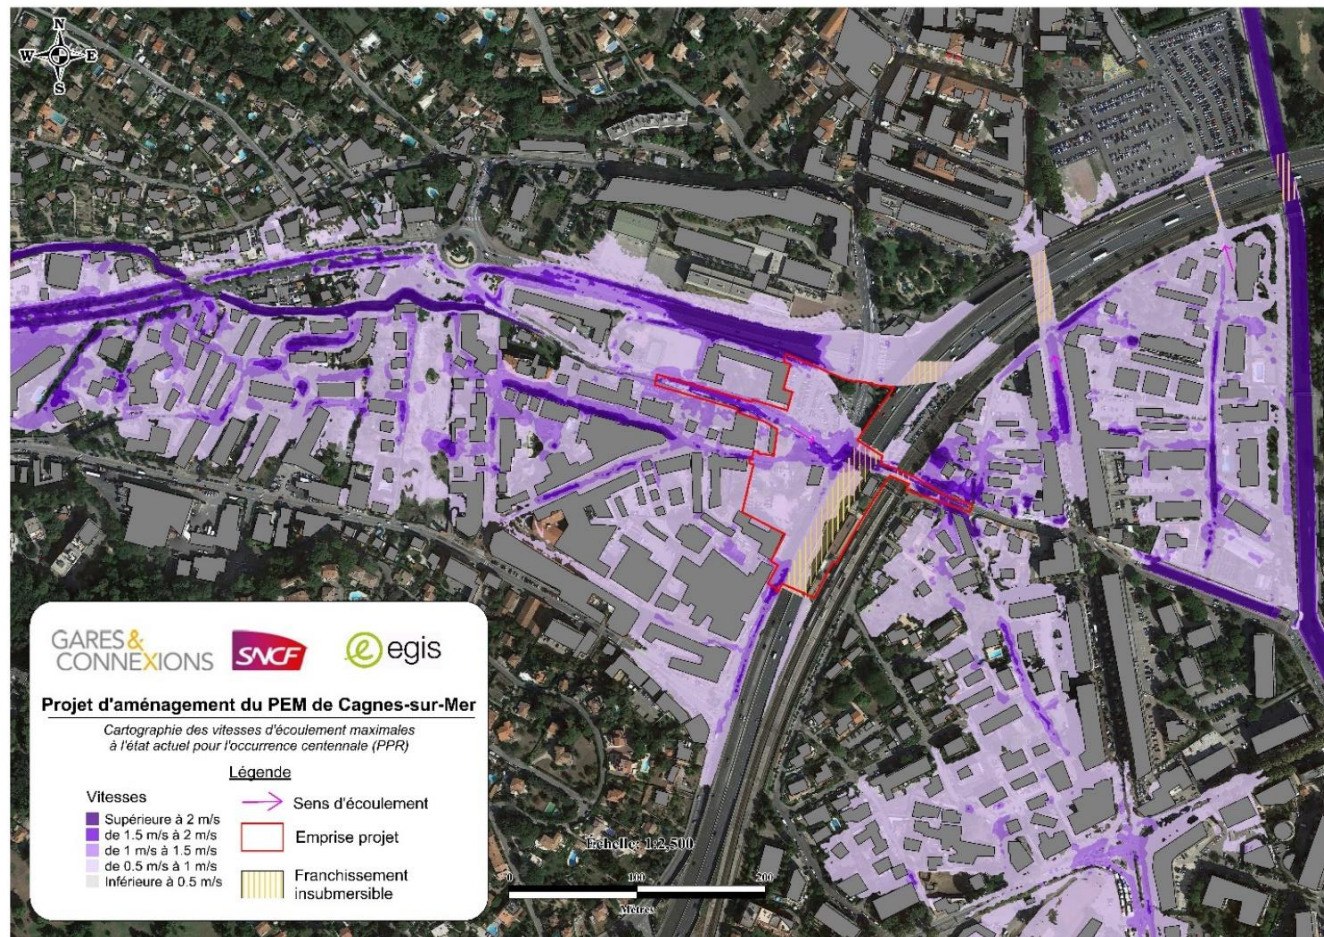 N
W E
S
GARES &
CONNEXIONS
SNCF
egis
Projet d'aménagement du PEM de Cagnes-sur-Mer
Cartographie des vitesses d'écoulement maximales
à l'état actuel pour l'occurrence centennale (PPR)
Légende
Vitesses
Supérieure à 2 m/s
de 1.5 m/s à 2 m/s
de 1 m/s à 1.5 m/s
de 0.5 m/s à 1 m/s
Inférieure à 0.5 m/s
Sens d'écoulement
Emprise projet
Franchissement
insubmersible
Echelle: 1:2,500
0 100 200
Mètres